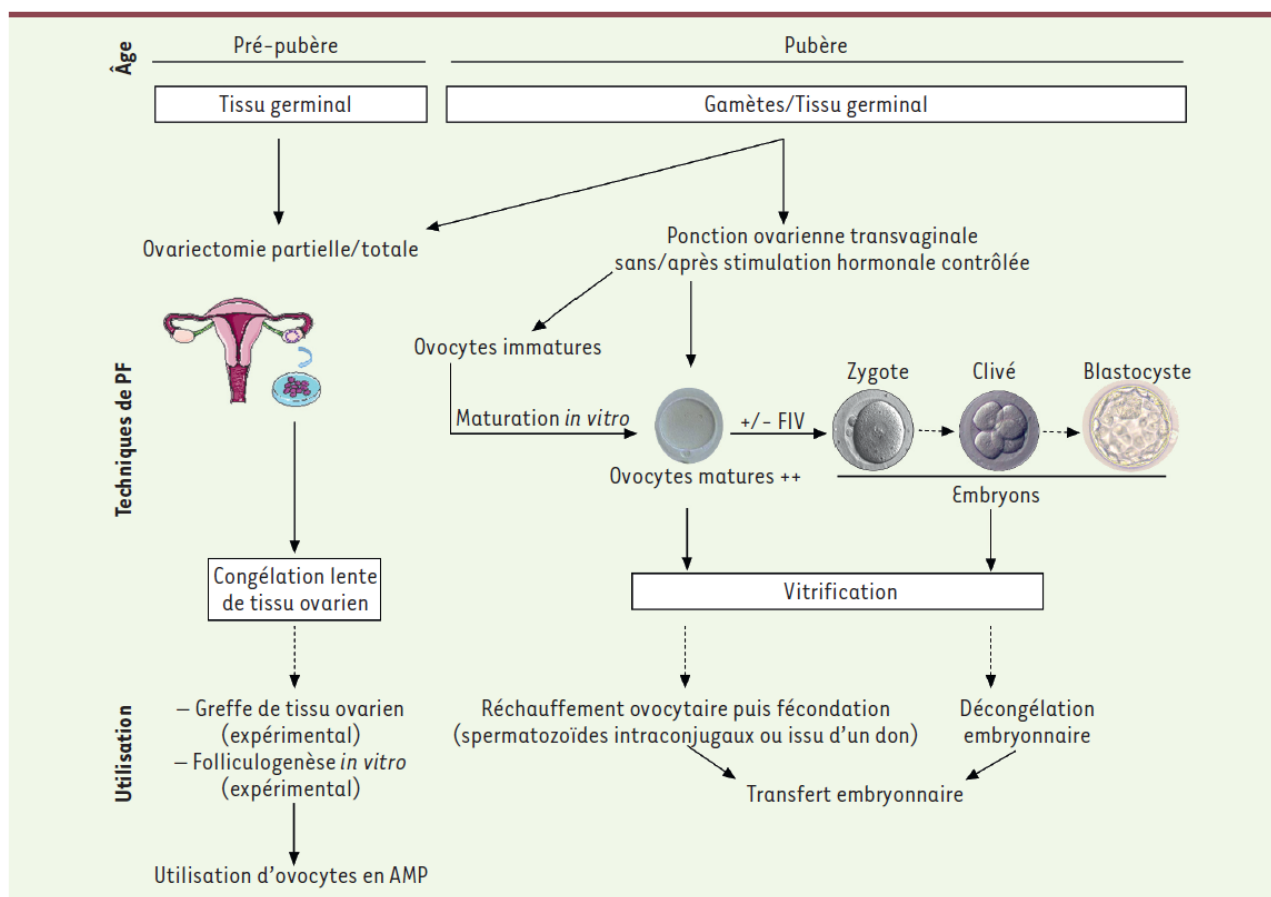 Âge
Pré-pubère
Pubère
Tissu germinal
Gamètes/Tissu germinal
Ovariectomie partielle/totale
Ponction ovarienne transvaginale
sans/après stimulation hormonale contrôlée
Techniques de PF
Ovocytes immatures
Maturation in vitro
+/- FIV
Zygote
Clivé
Blastocyste
Ovocytes matures ++
Embryons
Congélation lente
de tissu ovarien
Vitrification
Utilisation
– Greffe de tissu ovarien
(expérimental)
– Folliculogenèse in vitro
(expérimental)
Réchauffement ovocytaire puis fécondation
(spermatozoïdes intraconjugaux ou issu d'un don)
Décongélation
embryonnaire
Transfert embryonnaire
Utilisation d'ovocytes en AMP